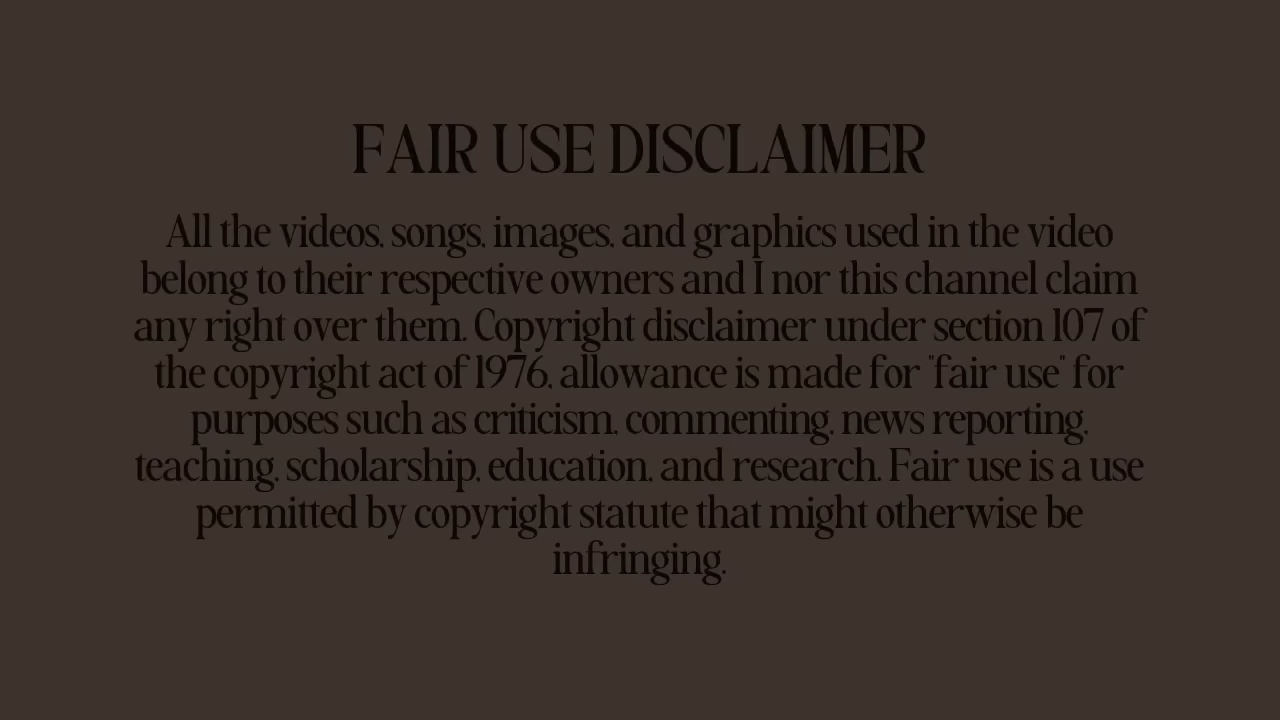 FAIR USE DISCLAIMER
All the videos, songs, images, and graphics used in the video
belong to their respective owners and I nor this channel claim
any right over them. Copyright disclaimer under section 107 of
the copyright act of 1976, allowance is made for "fair use" for
purposes such as criticism, commenting, news reporting,
teaching, scholarship, education, and research. Fair use is a use
permitted by copyright statute that might otherwise be
infringing.